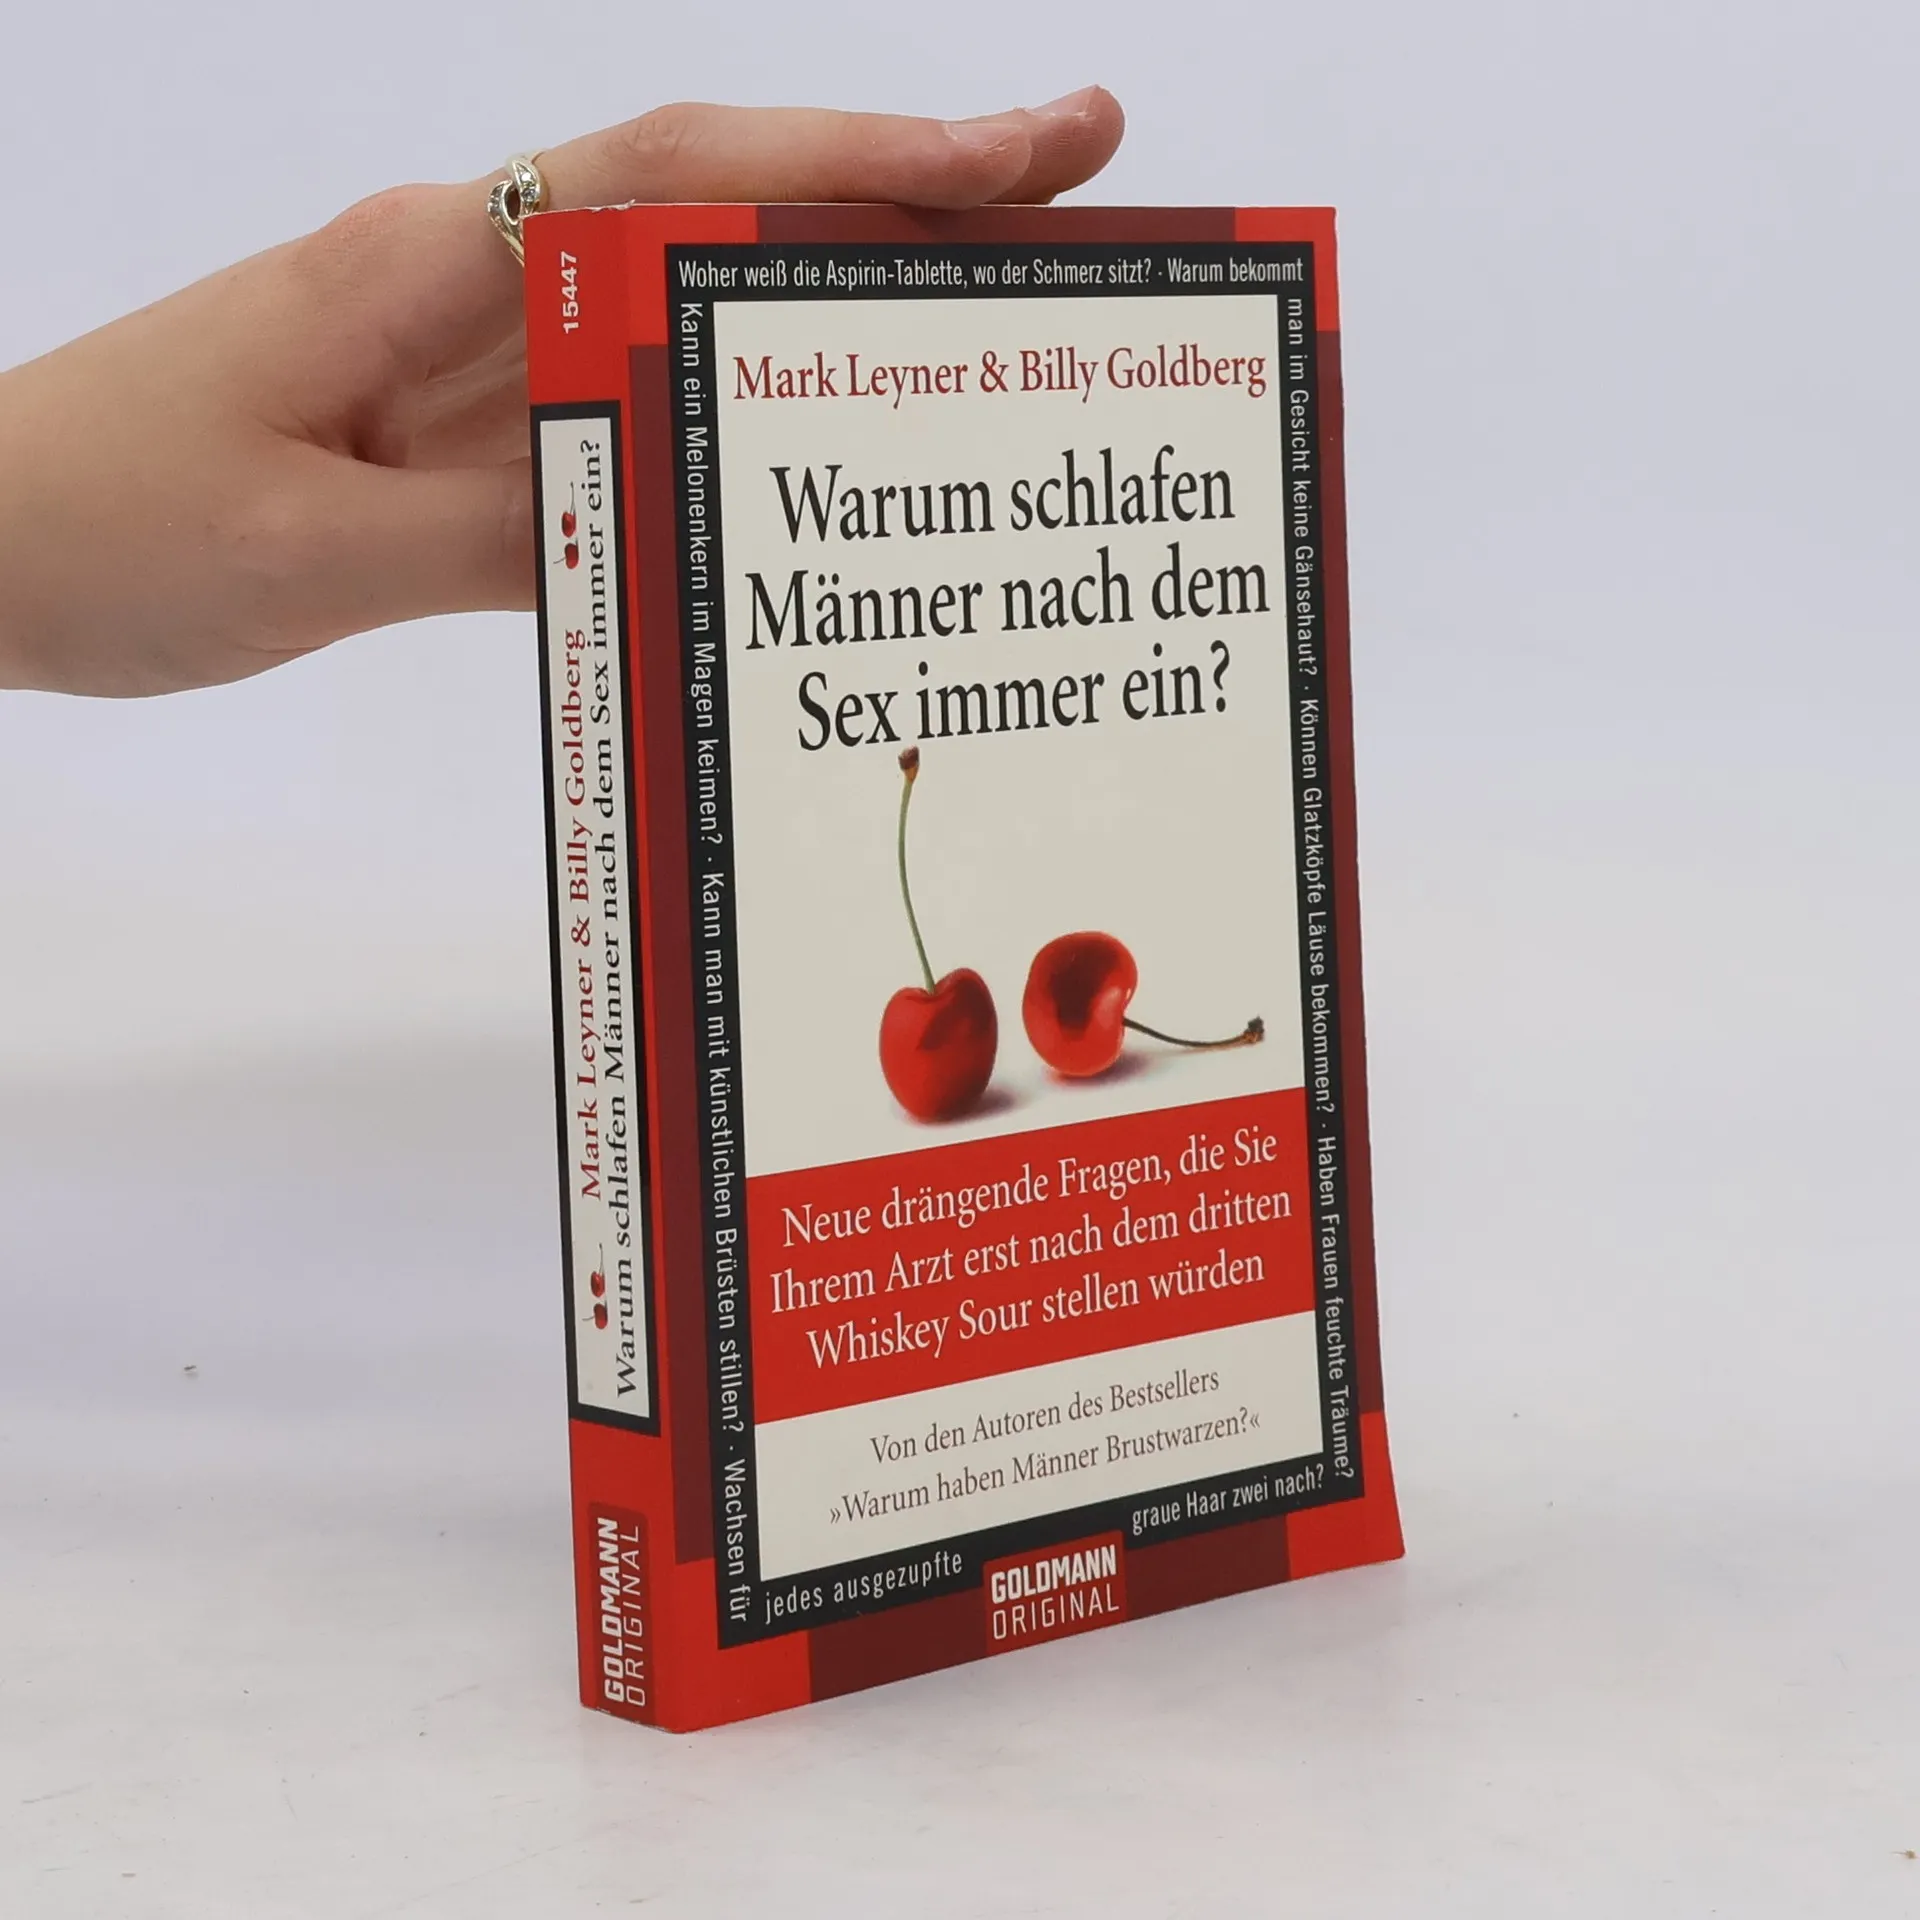 15447
Mark Leyner & Billy Goldberg
Warum schlafen Männer nach dem Sex immer ein?
GOLDMANN
ORIGINAL
Woher weiß die Aspirin-Tablette, wo der Schmerz sitzt? · Warum bekommt
man im Gesicht keine Gänsehaut? · Können Glatzköpfe Läuse bekommen? · Haben Frauen feuchte Träume?
Kann ein Melonenkern im Magen keimen? · Kann man mit künstlichen Brüsten stillen? · Wachsen für
jedes ausgezupfte
graue Haar zwei nach?
Mark Leyner & Billy Goldberg
Warum schlafen
Männer nach dem
Sex immer ein?
Neue drängende Fragen, die Sie
Ihrem Arzt erst nach dem dritten
Whiskey Sour stellen würden
Von den Autoren des Bestsellers
»Warum haben Männer Brustwarzen?«
GOLDMANN
ORIGINAL